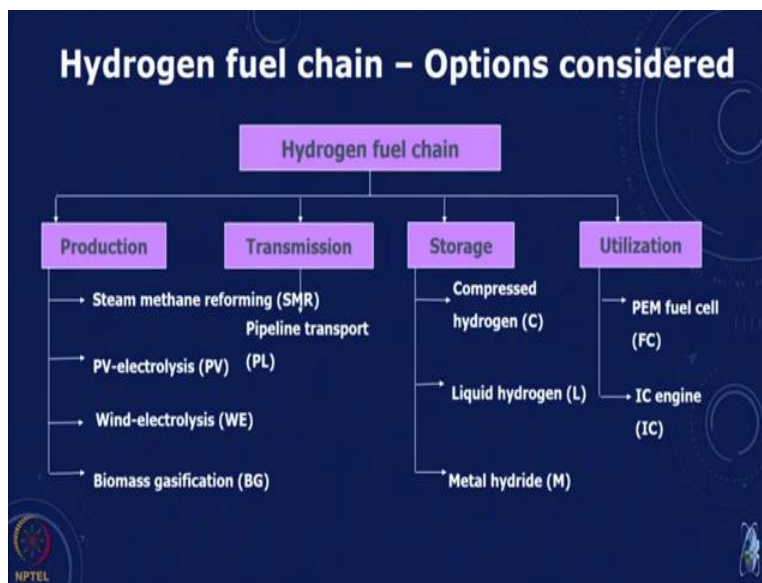 Hydrogen fuel chain – Options considered
Hydrogen fuel chain
Production
Steam methane reforming (SMR)
PV-electrolysis (PV)
Wind-electrolysis (WE)
Biomass gasification (BG)
Transmission
Pipeline transport
(PL)
Storage
Compressed
hydrogen (C)
Liquid hydrogen (L)
Metal hydride (M)
Utilization
PEM fuel cell
(FC)
IC engine
(IC)
NPTEL